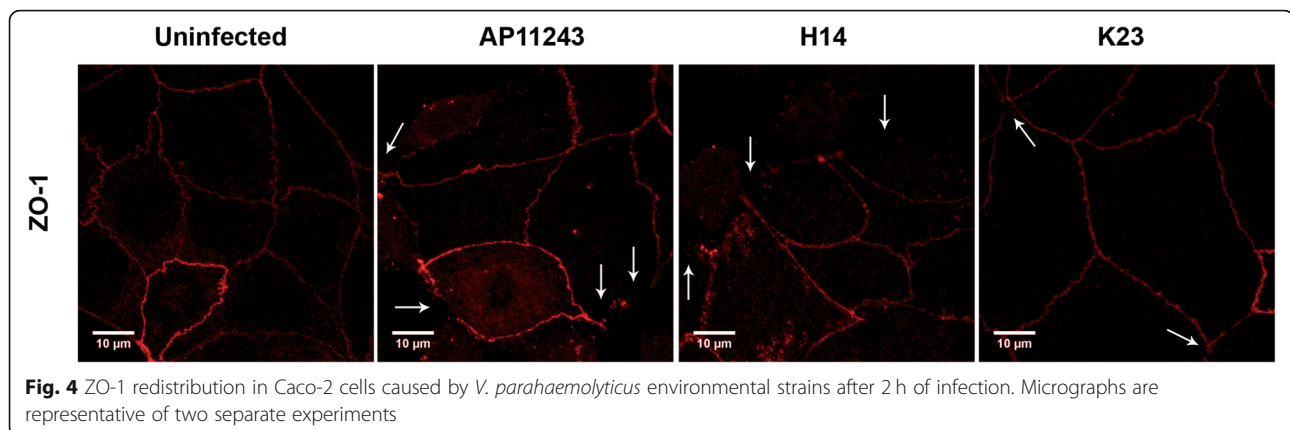 Uninfected AP11243 H14 K23
ZO-1
10 µm 10 µm 10 µm 10 µm
Fig. 4 ZO-1 redistribution in Caco-2 cells caused by V. parahaemolyticus environmental strains after 2 h of infection. Micrographs are
representative of two separate experiments